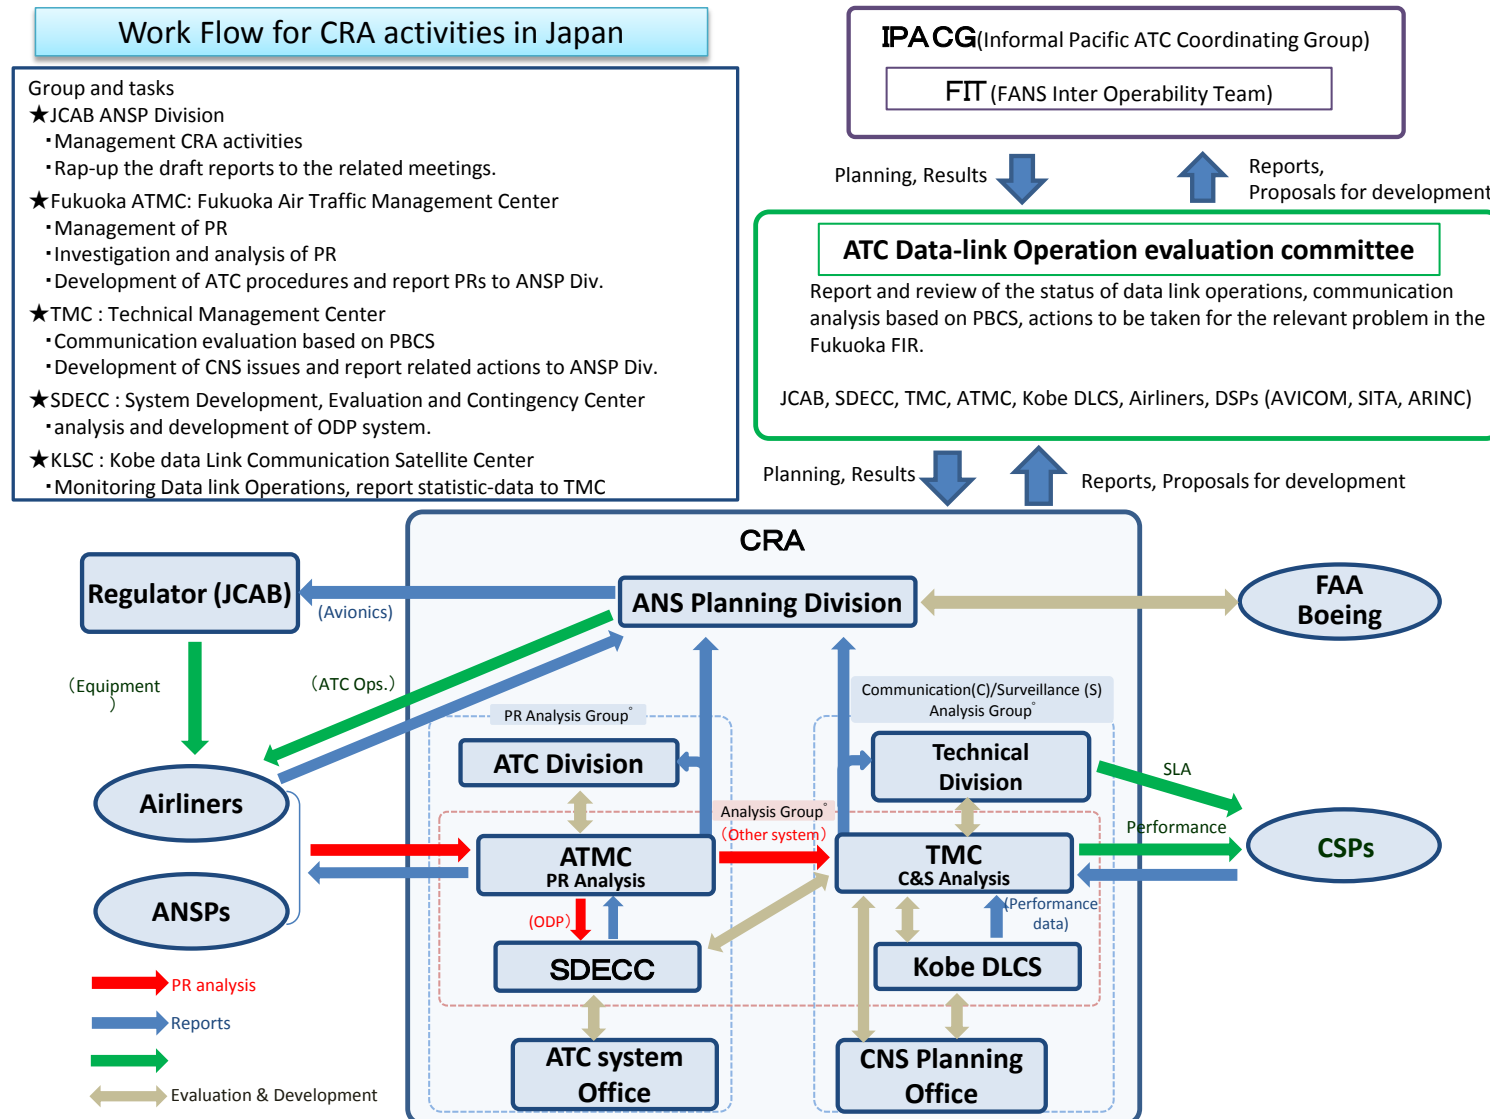 Work Flow for CRA activities in Japan
Group and tasks
★JCAB ANSP Division
・Management CRA activities
・Rap-up the draft reports to the related meetings.
★Fukuoka ATMC: Fukuoka Air Traffic Management Center
・Management of PR
・Investigation and analysis of PR
・Development of ATC procedures and report PRs to ANSP Div.
★TMC : Technical Management Center
・Communication evaluation based on PBCS
・Development of CNS issues and report related actions to ANSP Div.
★SDECC : System Development, Evaluation and Contingency Center
・analysis and development of ODP system.
★KLSC : Kobe data Link Communication Satellite Center
・Monitoring Data link Operations, report statistic-data to TMC
IPACG(Informal Pacific ATC Coordinating Group)
FIT (FANS Inter Operability Team)
Planning, Results
Reports,
Proposals for development
ATC Data-link Operation evaluation committee
Report and review of the status of data link operations, communication
analysis based on PBCS, actions to be taken for the relevant problem in the
Fukuoka FIR.
JCAB, SDECC, TMC, ATMC, Kobe DLCS, Airliners, DSPs (AVICOM, SITA, ARINC)
Planning, Results
Reports, Proposals for development
CRA
Regulator (JCAB)
(Avionics)
ANS Planning Division
FAA
Boeing
（Equipment
）
（ATC Ops.）
PR Analysis Group°
Communication(C)/Surveillance (S)
Analysis Group°
ATC Division
Technical
Division
SLA
Airliners
Analysis Group°
（Other system）
Performance
ATMC
PR Analysis
TMC
C&S Analysis
CSPs
ANSPs
(ODP）
(Performance
data)
SDECC
Kobe DLCS
PR analysis
Reports
Evaluation & Development
ATC system
Office
CNS Planning
Office